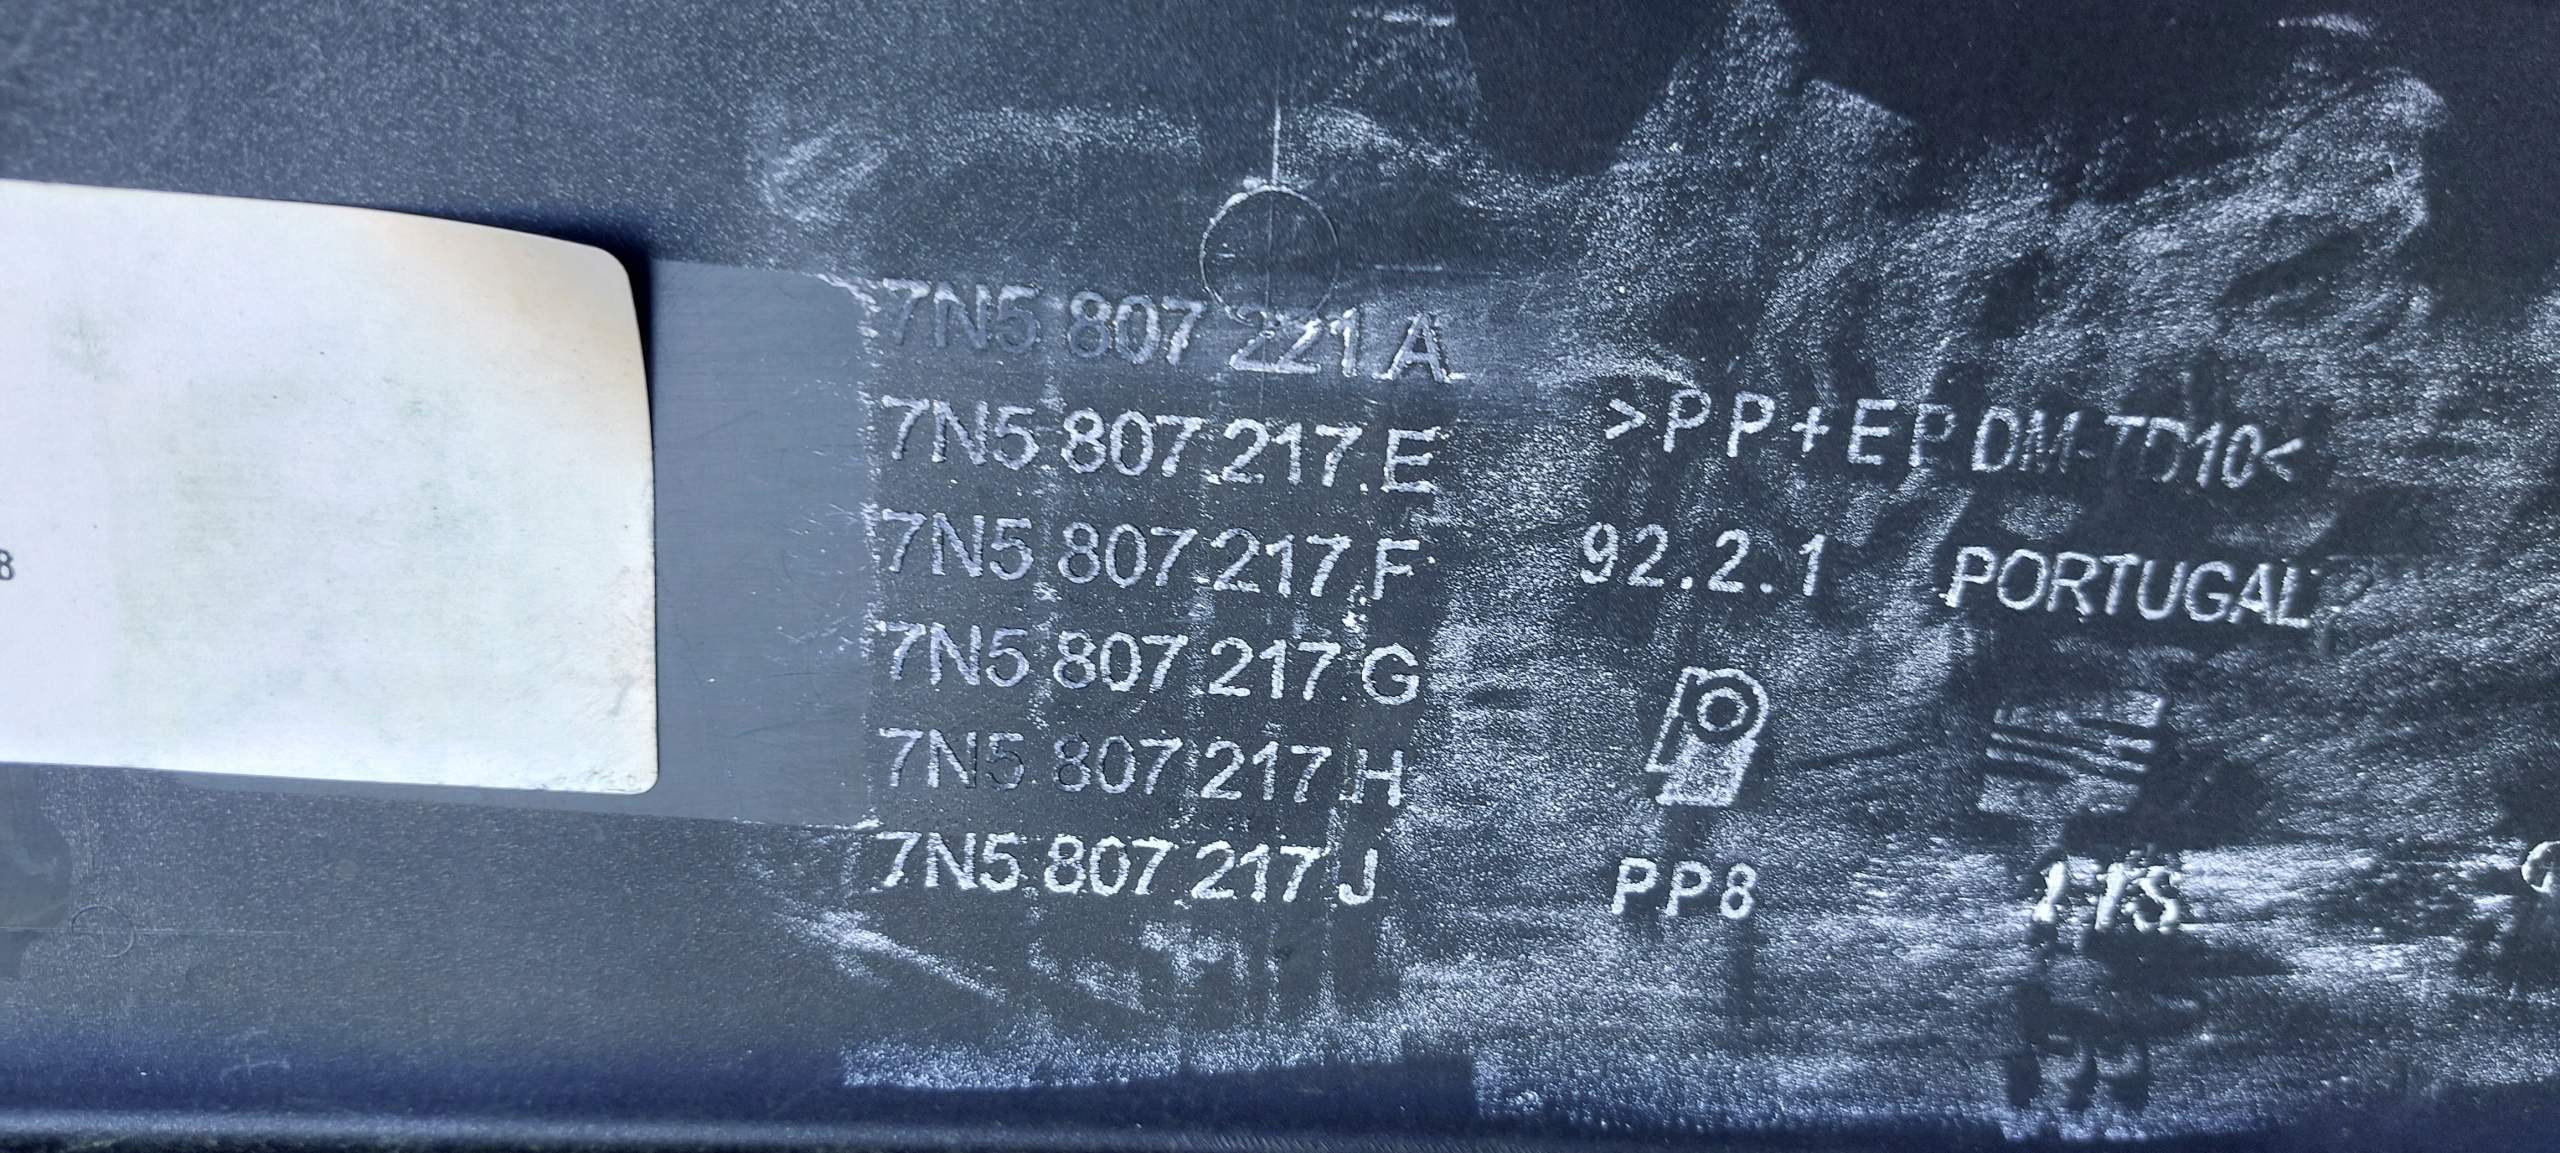 7N5 807 221 A
7N5 807 217 E
7N5 807 217 F
7N5 807 217 G
7N5 807 217 H
7N5 807 217 J
>PP+EPDM-TD10<
92.2.1 PORTUGAL
PP8
8